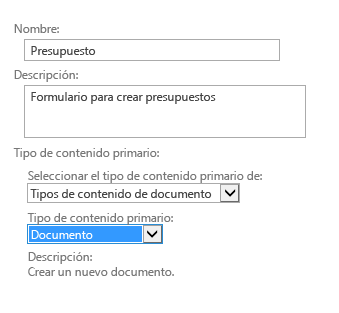 Nombre:
Presupuesto
Descripción:
Formulario para crear presupuestos
Tipo de contenido primario:
Seleccionar el tipo de contenido primario de:
Tipos de contenido de documento
Tipo de contenido primario:
Documento
Descripción:
Crear un nuevo documento.